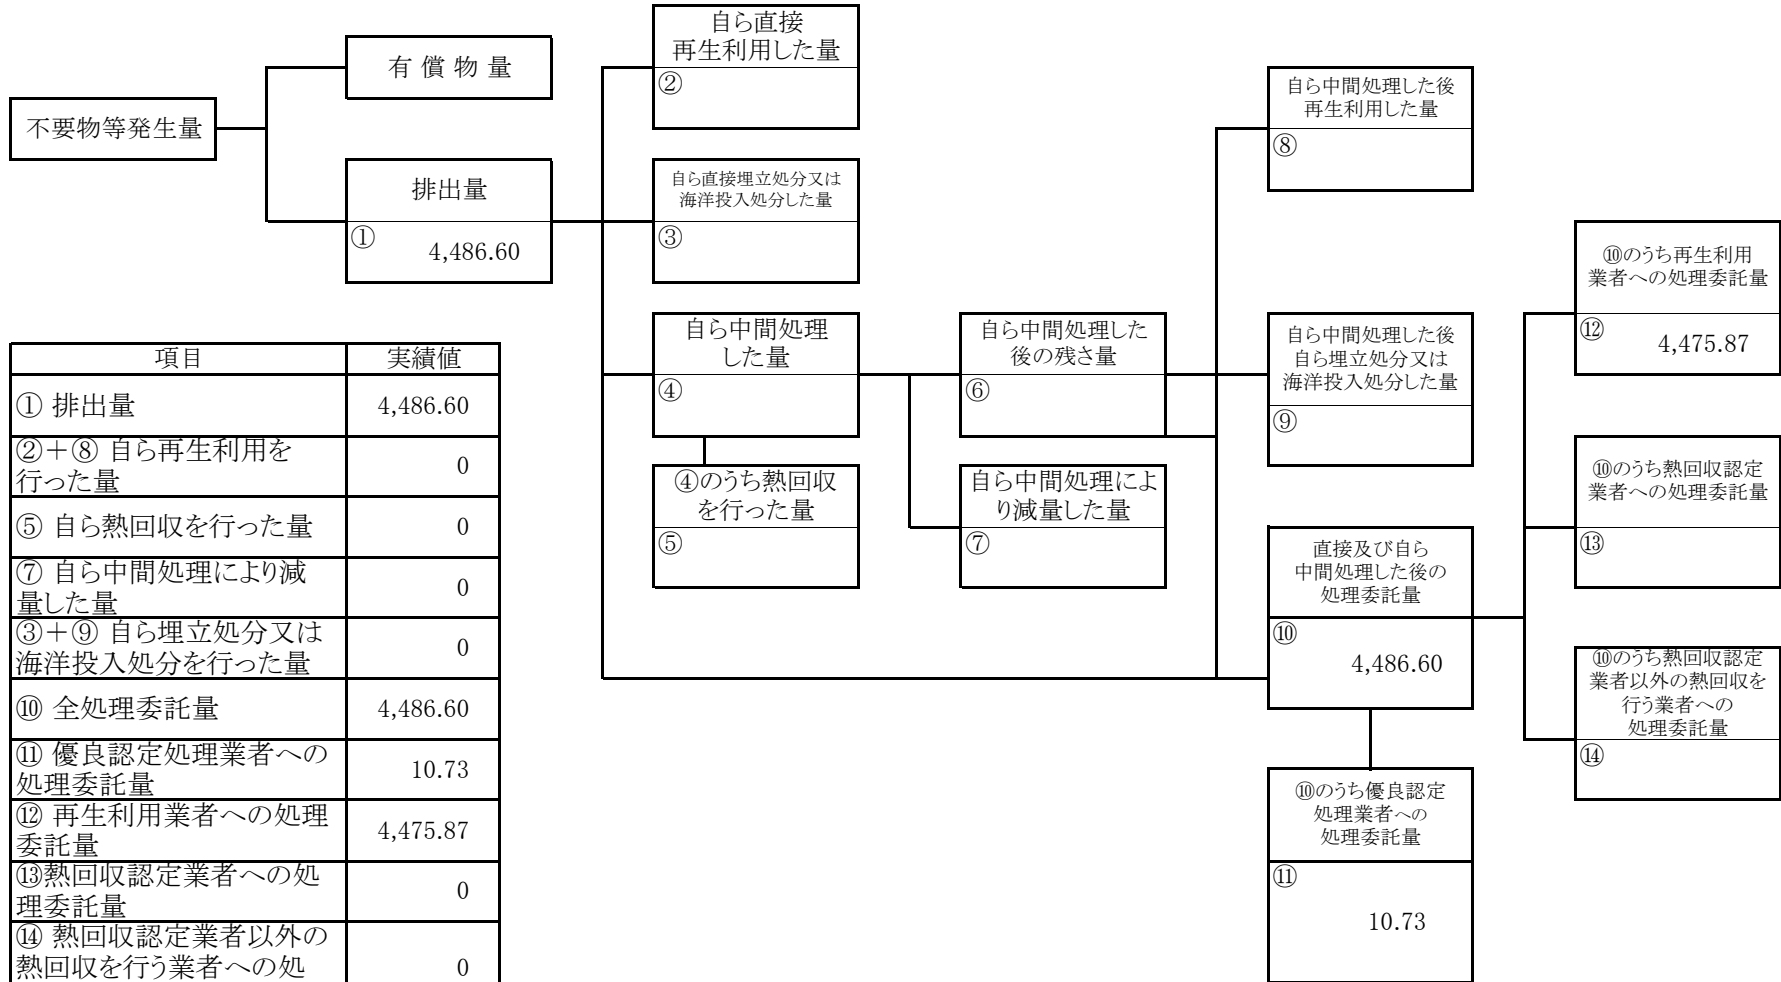 自ら直接
再生利用した量
②
有 償 物 量
不要物等発生量
自ら中間処理した後
再生利用した量
⑧
排出量
① 4,486.60
自ら直接埋立処分又は
海洋投入処分した量
③
⑩のうち再生利用
業者への処理委託量
⑫ 4,475.87
自ら中間処理
した量
④
自ら中間処理した
後の残さ量
⑥
自ら中間処理した後
自ら埋立処分又は
海洋投入処分した量
⑨
④のうち熱回収
を行った量
⑤
自ら中間処理によ
り減量した量
⑦
⑩のうち熱回収認定
業者への処理委託量
⑬
直接及び自ら
中間処理した後の
処理委託量
⑩ 4,486.60
⑩のうち熱回収認定
業者以外の熱回収を
行う業者への
処理委託量
⑭
⑩のうち優良認定
処理業者への
処理委託量
⑪ 10.73
項目 実績値
① 排出量 4,486.60
②＋⑧ 自ら再生利用を
行った量 0
⑤ 自ら熱回収を行った量 0
⑦ 自ら中間処理により減
量した量 0
③＋⑨ 自ら埋立処分又は
海洋投入処分を行った量 0
⑩ 全処理委託量 4,486.60
⑪ 優良認定処理業者への
処理委託量 10.73
⑫ 再生利用業者への処理
委託量 4,475.87
⑬熱回収認定業者への処
理委託量 0
⑭ 熱回収認定業者以外の
熱回収を行う業者への処 0